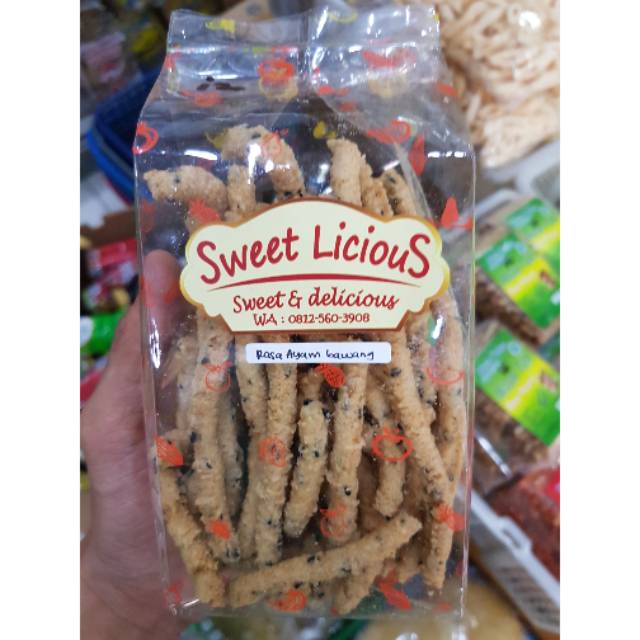 Sweet LiciouS
Sweet & delicious
WA : 0812-560-3908
Rasa Ayam bawang